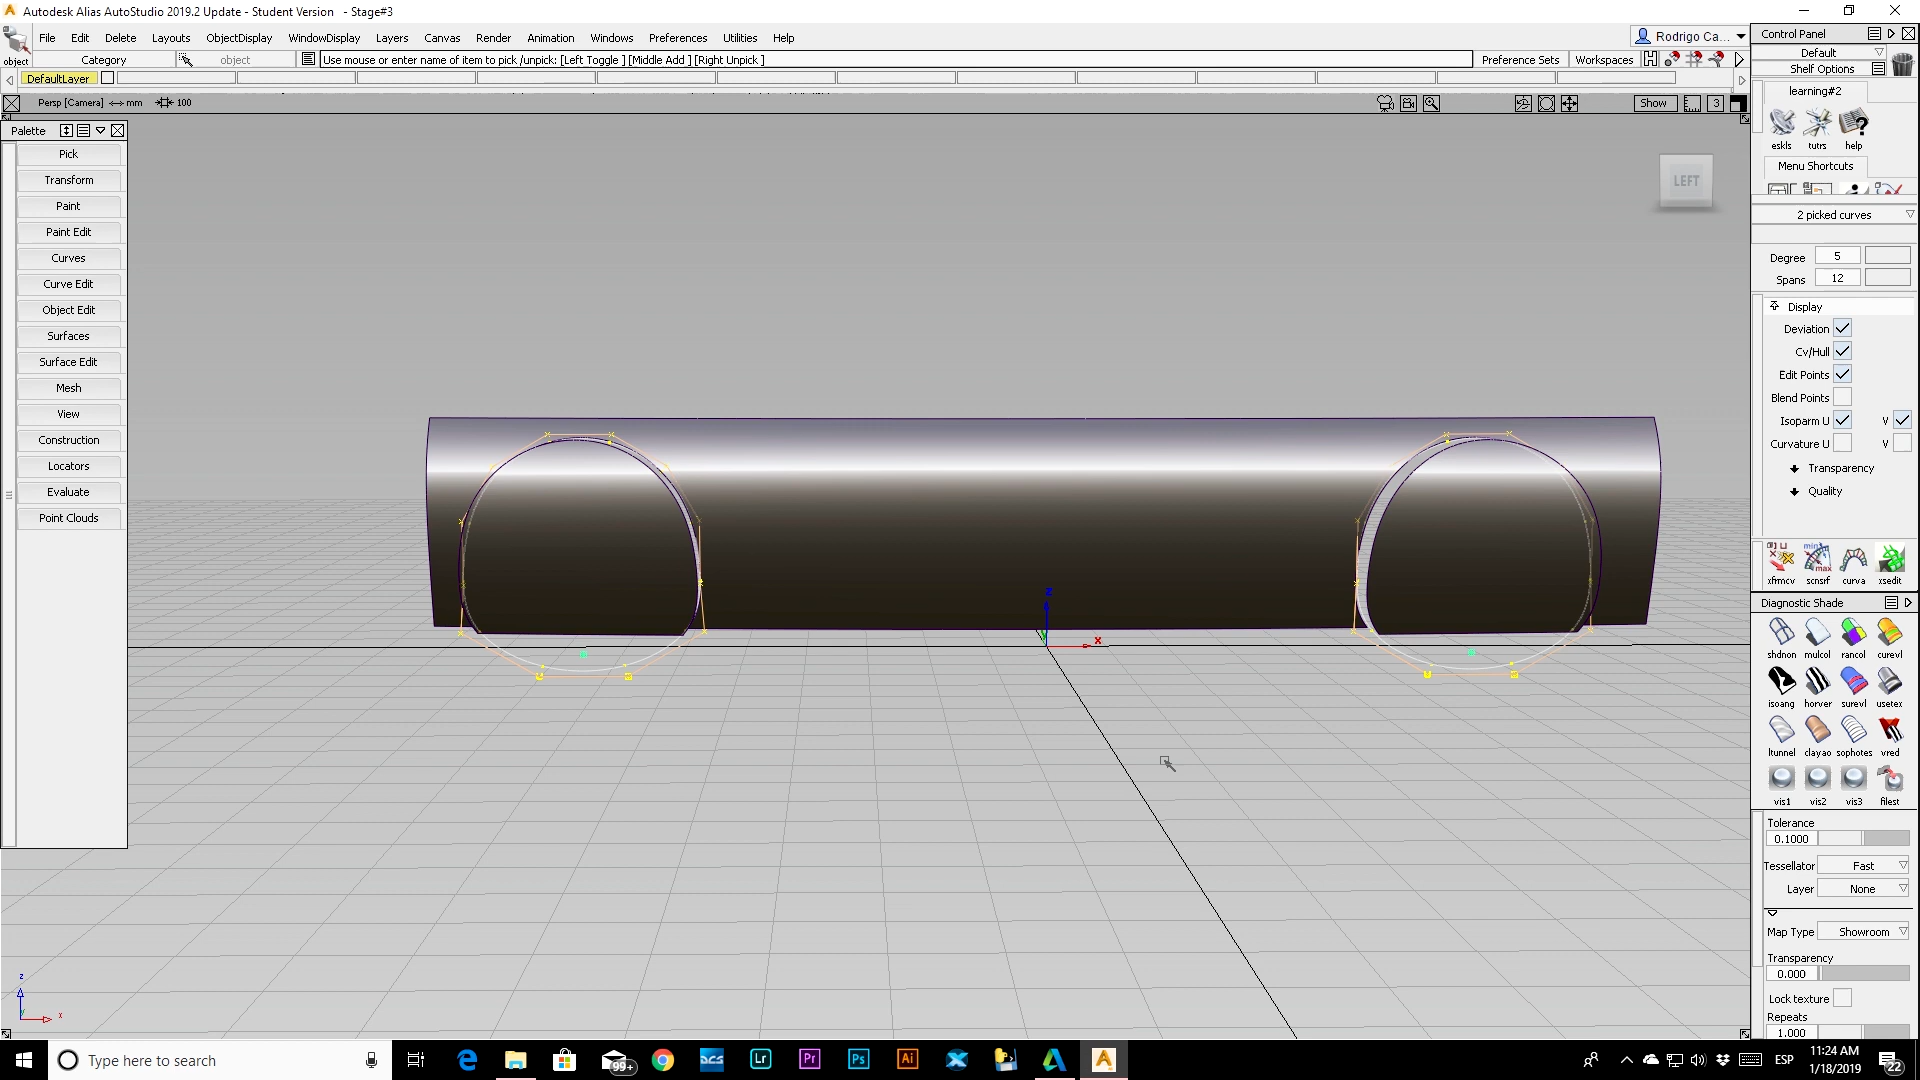 Autodesk Alias AutoStudio 2019.2 Update - Student Version   - Stage#3
File Edit Delete Layouts ObjectDisplay WindowDisplay Layers Canvas Render Animation Windows Preferences Utilities Help
Rodrigo Ca...
object Category object Use mouse or enter name of item to pick /unpick: [Left Toggle ] [Middle Add ] [Right Unpick ] Preference Sets Workspaces
DefaultLayer
Persp [Camera] mm 100 Show 3
Palette
Pick
Transform
Paint
Paint Edit
Curves
Curve Edit
Object Edit
Surfaces
Surface Edit
Mesh
View
Construction
Locators
Evaluate
Point Clouds
LEFT
z
x
z
y
x
Control Panel
Default
Shelf Options
learning#2
eskls tutrs help
Menu Shortcuts
2 picked curves
Degree 5
Spans 12
Display
Deviation
Cv/Hull
Edit Points
Blend Points
Isoparm U V
Curvature U V
Transparency
Quality
xfrmcv scnsrf curva xsedit
Diagnostic Shade
shdnon mulcol rancol curevl
isoang horver surevl usetex
ltunnel clayao sophotes vred
vis1 vis2 vis3 filest
Tolerance
0.1000
Tessellator Fast
Layer None
Map Type Showroom
Transparency
0.000
Lock texture
Repeats
1.000
Type here to search
99+
DCS
Lr
Pr
Ps
Ai
ESP
11:24 AM
1/18/2019
22